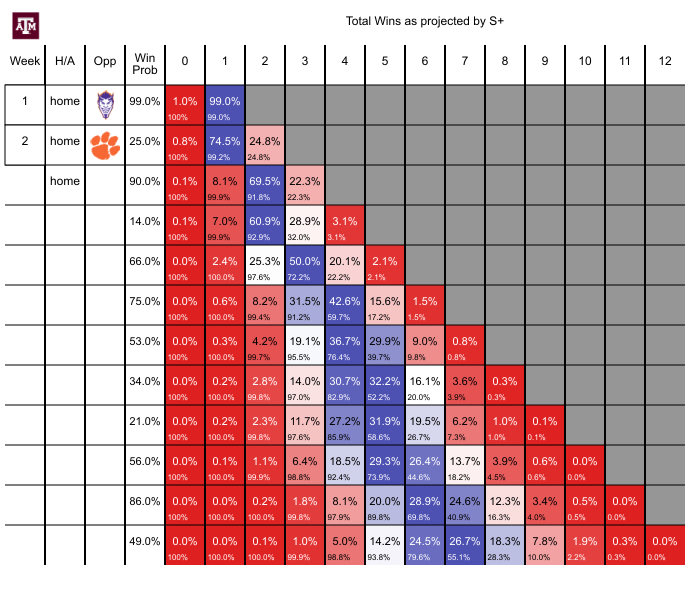 ATM
Total Wins as projected by S+
Week H/A Opp Win Prob 0 1 2 3 4 5 6 7 8 9 10 11 12
1 home 99.0% 1.0% 99.0%
100% 99.0%
2 home 25.0% 0.8% 74.5% 24.8%
100% 99.2% 24.8%
home 90.0% 0.1% 8.1% 69.5% 22.3%
100% 99.9% 91.8% 22.3%
14.0% 0.1% 7.0% 60.9% 28.9% 3.1%
100% 99.9% 92.9% 32.0% 3.1%
66.0% 0.0% 2.4% 25.3% 50.0% 20.1% 2.1%
100% 100.0% 97.6% 72.2% 22.2% 2.1%
75.0% 0.0% 0.6% 8.2% 31.5% 42.6% 15.6% 1.5%
100% 100.0% 99.4% 91.2% 59.7% 17.2% 1.5%
53.0% 0.0% 0.3% 4.2% 19.1% 36.7% 29.9% 9.0% 0.8%
100% 100.0% 99.7% 95.5% 76.4% 39.7% 9.8% 0.8%
34.0% 0.0% 0.2% 2.8% 14.0% 30.7% 32.2% 16.1% 3.6% 0.3%
100% 100.0% 99.8% 97.0% 82.9% 52.2% 20.0% 3.9% 0.3%
21.0% 0.0% 0.2% 2.3% 11.7% 27.2% 31.9% 19.5% 6.2% 1.0% 0.1%
100% 100.0% 99.8% 97.6% 85.9% 58.6% 26.7% 7.3% 1.0% 0.1%
56.0% 0.0% 0.1% 1.1% 6.4% 18.5% 29.3% 26.4% 13.7% 3.9% 0.6% 0.0%
100% 100.0% 99.9% 98.8% 92.4% 73.9% 44.6% 18.2% 4.5% 0.6% 0.0%
86.0% 0.0% 0.0% 0.2% 1.8% 8.1% 20.0% 28.9% 24.6% 12.3% 3.4% 0.5% 0.0%
100% 100.0% 100.0% 99.8% 97.9% 89.8% 69.8% 40.9% 16.3% 4.0% 0.5% 0.0%
49.0% 0.0% 0.0% 0.1% 1.0% 5.0% 14.2% 24.5% 26.7% 18.3% 7.8% 1.9% 0.3% 0.0%
100% 100.0% 100.0% 99.9% 98.8% 93.8% 79.6% 55.1% 28.3% 10.0% 2.2% 0.3% 0.0%